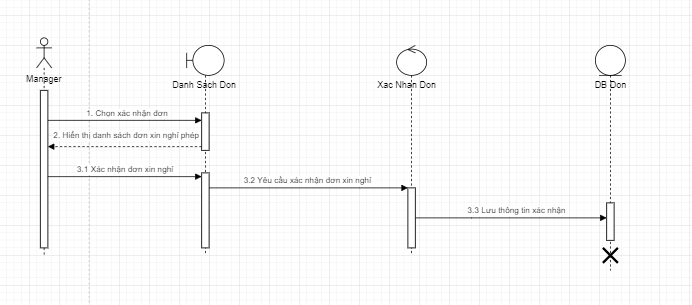 Manager
Danh Sách Don
Xac Nhan Don
DB Don
1. Chọn xác nhận đơn
2. Hiển thị danh sách đơn xin nghỉ phép
3.1 Xác nhận đơn xin nghỉ
3.2 Yêu cầu xác nhận đơn xin nghỉ
3.3 Lưu thông tin xác nhận